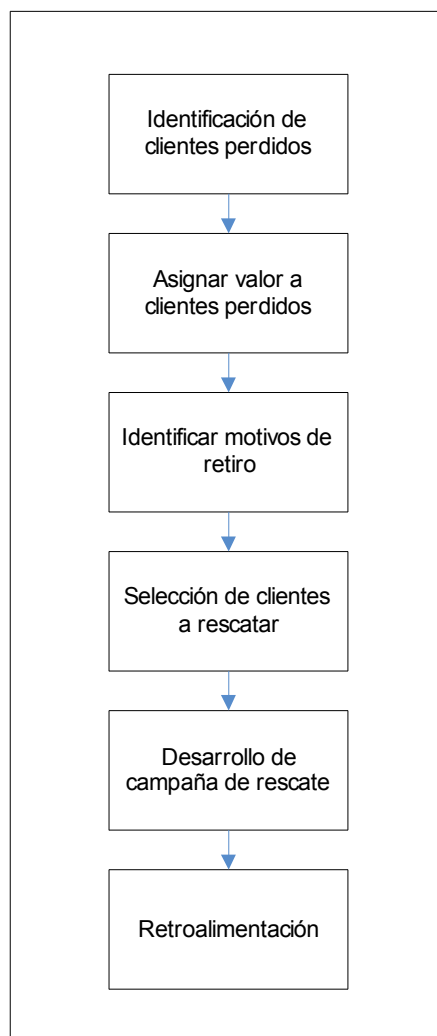 Identificación de
clientes perdidos
Asignar valor a
clientes perdidos
Identificar motivos de
retiro
Selección de clientes
a rescatar
Desarrollo de
campaña de rescate
Retroalimentación